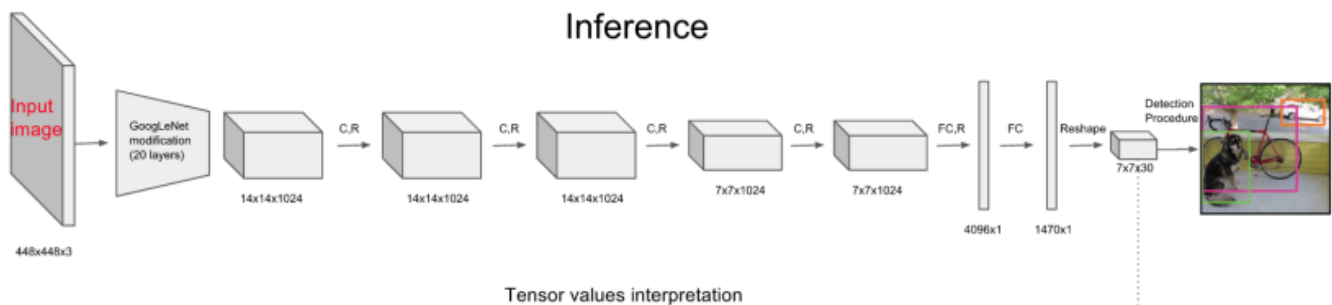 Inference
Input
image
GoogLeNet
modification
(20 layers)
C,R
C,R
C,R
C,R
FC,R
FC
Reshape
Detection
Procedure
448x448x3
14x14x1024
14x14x1024
14x14x1024
7x7x1024
7x7x1024
4096x1
1470x1
7x7x30
Tensor values interpretation